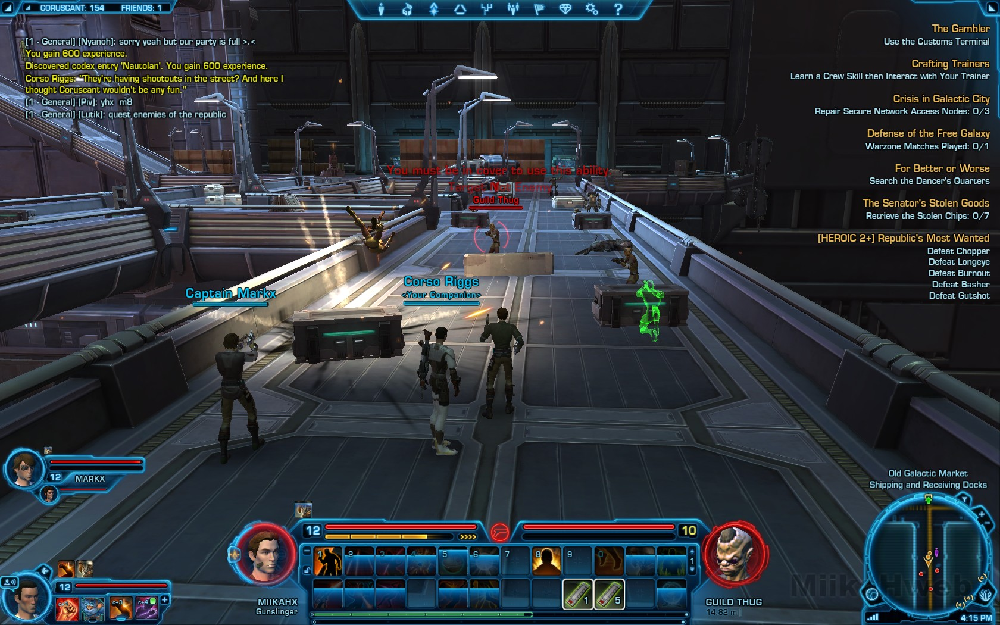 CORUSCANT: 154 FRIENDS: 1
?
[1 - General] [Nyanoh]: sorry yeah but our party is full >.<
You gain 600 experience.
Discovered codex entry 'Nautolan'. You gain 600 experience.
Corso Riggs: "They're having shootouts in the street? And here I
thought Coruscant wouldn't be any fun."
[1 - General] [Piv]: yhx m8
[1 - General] [Lutik]: quest enemies of the republic
The Gambler
Use the Customs Terminal
Crafting Trainers
Learn a Crew Skill then Interact with Your Trainer
Crisis in Galactic City
Repair Secure Network Access Nodes: 0/3
Defense of the Free Galaxy
Warzone Matches Played: 0/1
For Better or Worse
Search the Dancer's Quarters
The Senator's Stolen Goods
Retrieve the Stolen Chips: 0/7
[HEROIC 2+] Republic's Most Wanted
Defeat Chopper
Defeat Longeye
Defeat Burnout
Defeat Basher
Defeat Gutshot
You must be in cover to use this ability.
Target Not Enemy
Guild Thug
Captain Markx
Corso Riggs
<Your Companion>
12 MARKX
Old Galactic Market
Shipping and Receiving Docks
12
10
1 2 3 4 5 6 7 8 9 0 -
1
1 5
MIIKAHX
Gunslinger
GUILD THUG
14.82 m
12
c+2 c+3 c+4
4:15 PM